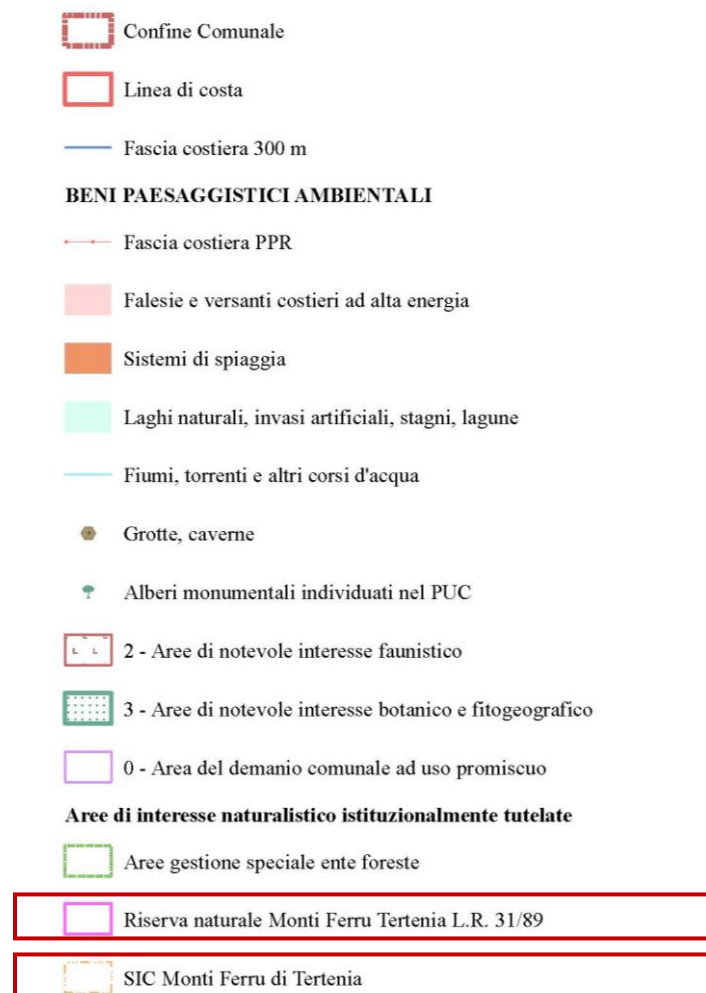 Confine Comunale
Linea di costa
Fascia costiera 300 m
BENI PAESAGGISTICI AMBIENTALI
Fascia costiera PPR
Falesie e versanti costieri ad alta energia
Sistemi di spiaggia
Laghi naturali, invasi artificiali, stagni, lagune
Fiumi, torrenti e altri corsi d'acqua
Grotte, caverne
Alberi monumentali individuati nel PUC
2 - Aree di notevole interesse faunistico
3 - Aree di notevole interesse botanico e fitogeografico
0 - Area del demanio comunale ad uso promiscuo
Aree di interesse naturalistico istituzionalmente tutelate
Aree gestione speciale ente foreste
Riserva naturale Monti Ferru Tertenia L.R. 31/89
SIC Monti Ferru di Tertenia